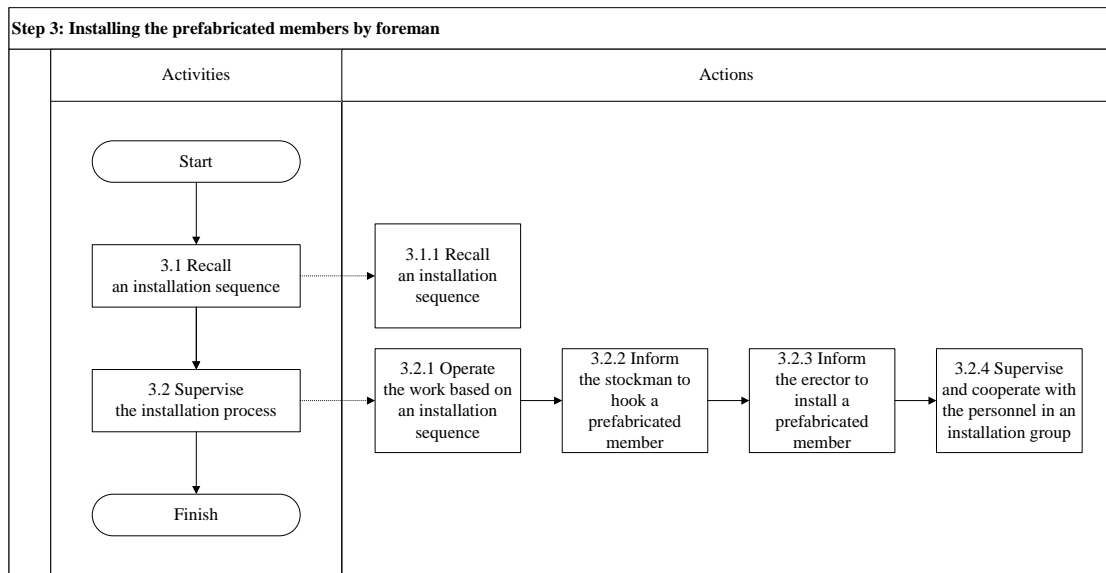 Step 3: Installing the prefabricated members by foreman
Activities
Actions
Start
3.1 Recall
an installation sequence
3.1.1 Recall
an installation
sequence
3.2 Supervise
the installation process
3.2.1 Operate
the work based on
an installation
sequence
3.2.2 Inform
the stockman to
hook a
prefabricated
member
3.2.3 Inform
the erector to
install a
prefabricated
member
3.2.4 Supervise
and cooperate with
the personnel in an
installation group
Finish